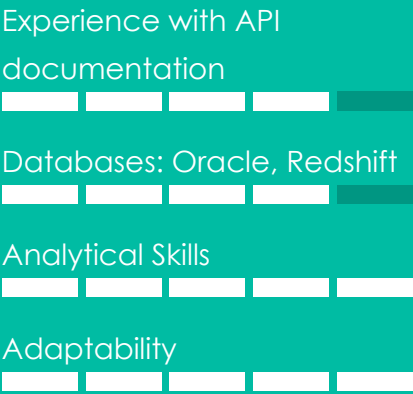 Experience with API
documentation
Databases: Oracle, Redshift
Analytical Skills
Adaptability